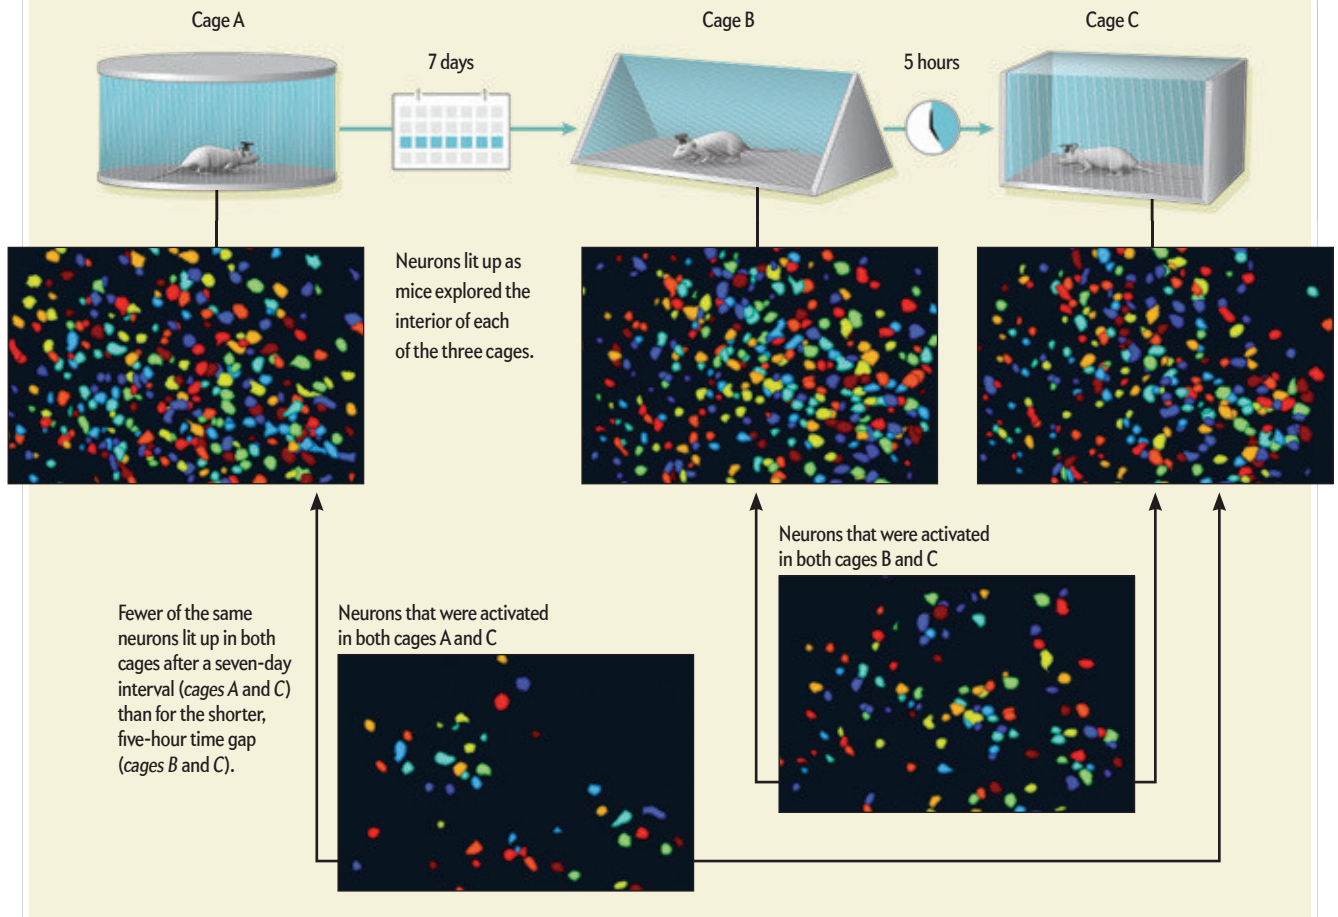 Cage A
Cage B
Cage C
7 days
5 hours
Neurons lit up as
mice explored the
interior of each
of the three cages.
Neurons that were activated
in both cages B and C
Fewer of the same
neurons lit up in both
cages after a seven-day
interval (cages A and C)
than for the shorter,
five-hour time gap
(cages B and C).
Neurons that were activated
in both cages A and C